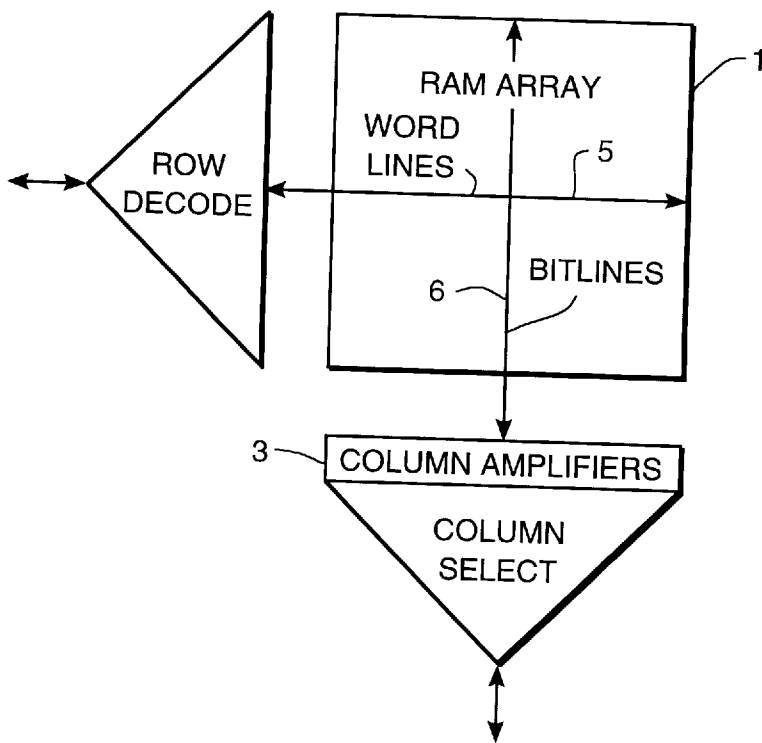 1
RAM ARRAY
WORD
LINES
5
ROW
DECODE
6
BITLINES
3
COLUMN AMPLIFIERS
COLUMN
SELECT